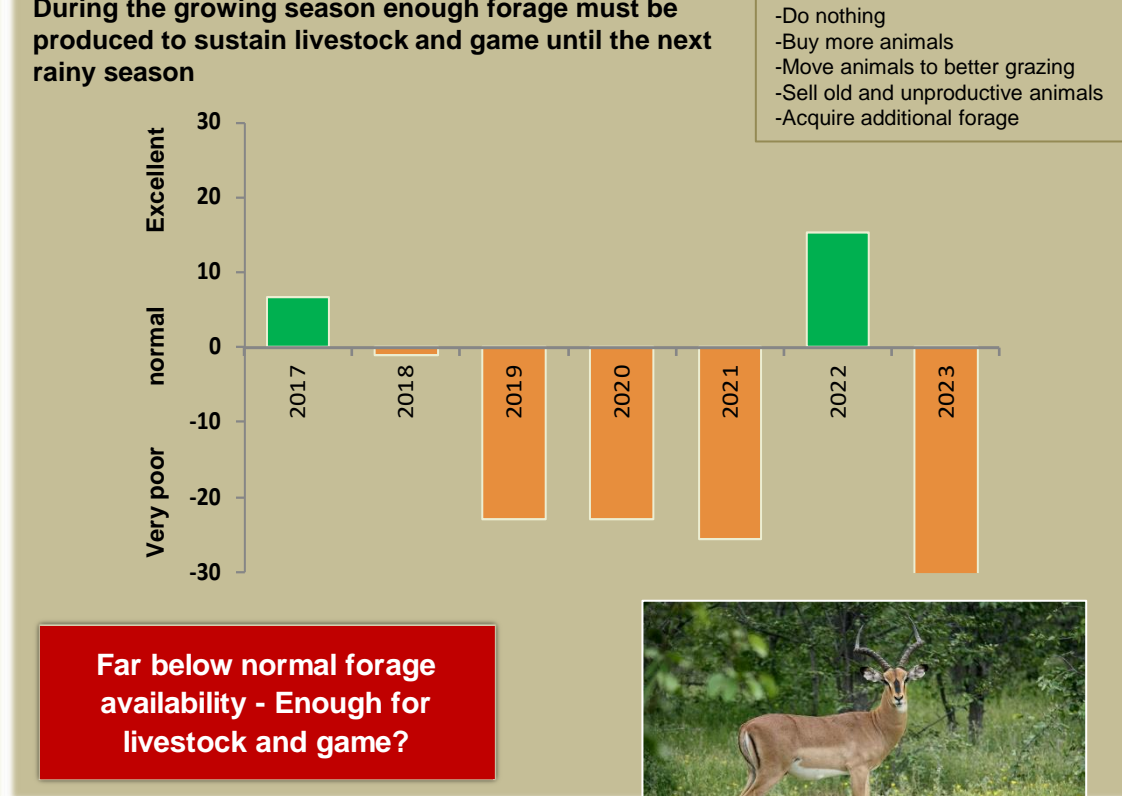 During the growing season enough forage must be
produced to sustain livestock and game until the next
rainy season
-Do nothing
-Buy more animals
-Move animals to better grazing
-Sell old and unproductive animals
-Acquire additional forage
Excellent
normal
Very poor
30
20
10
0
-10
-20
-30
2017
2018
2019
2020
2021
2022
2023
Far below normal forage
availability - Enough for
livestock and game?